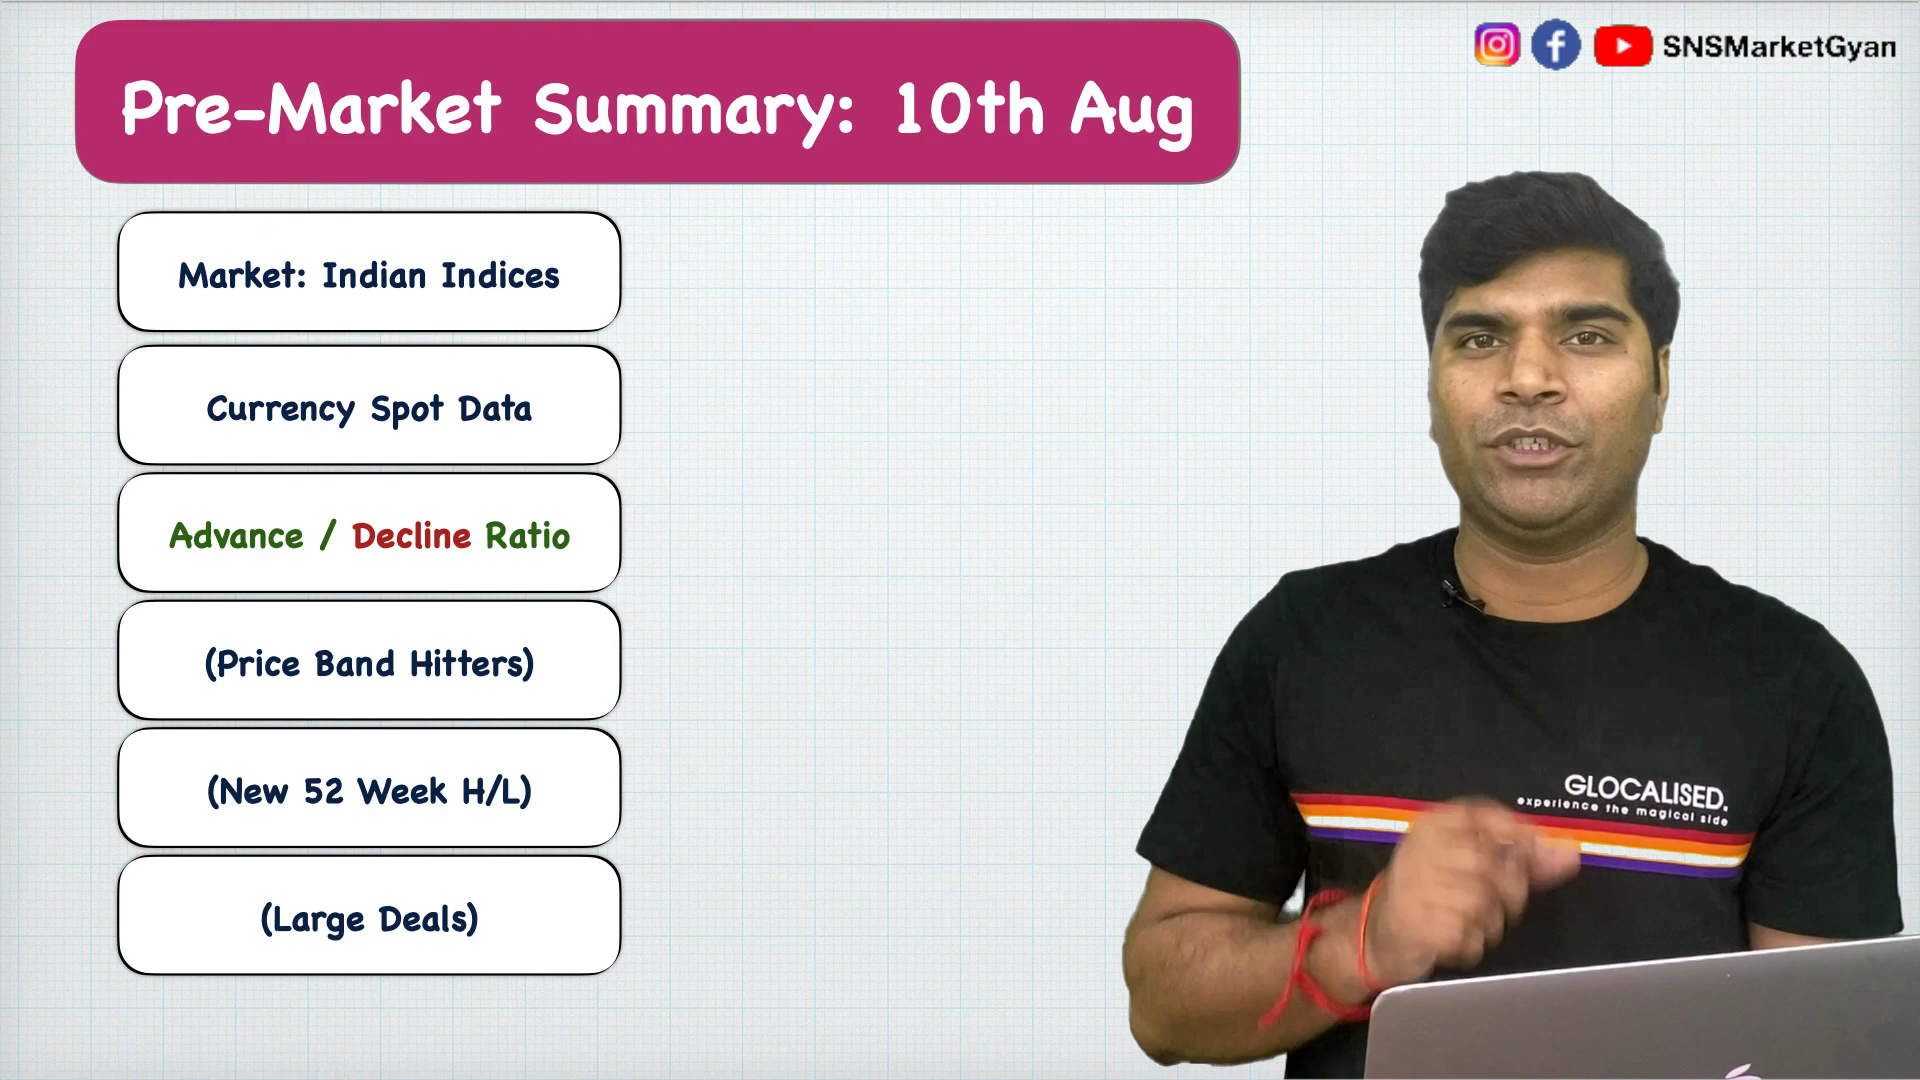 Pre-Market Summary: 10th Aug
SNSMarketGyan
Market: Indian Indices
Currency Spot Data
Advance / Decline Ratio
(Price Band Hitters)
(New 52 Week H/L)
(Large Deals)
GLOCALISED.
experience the magical side